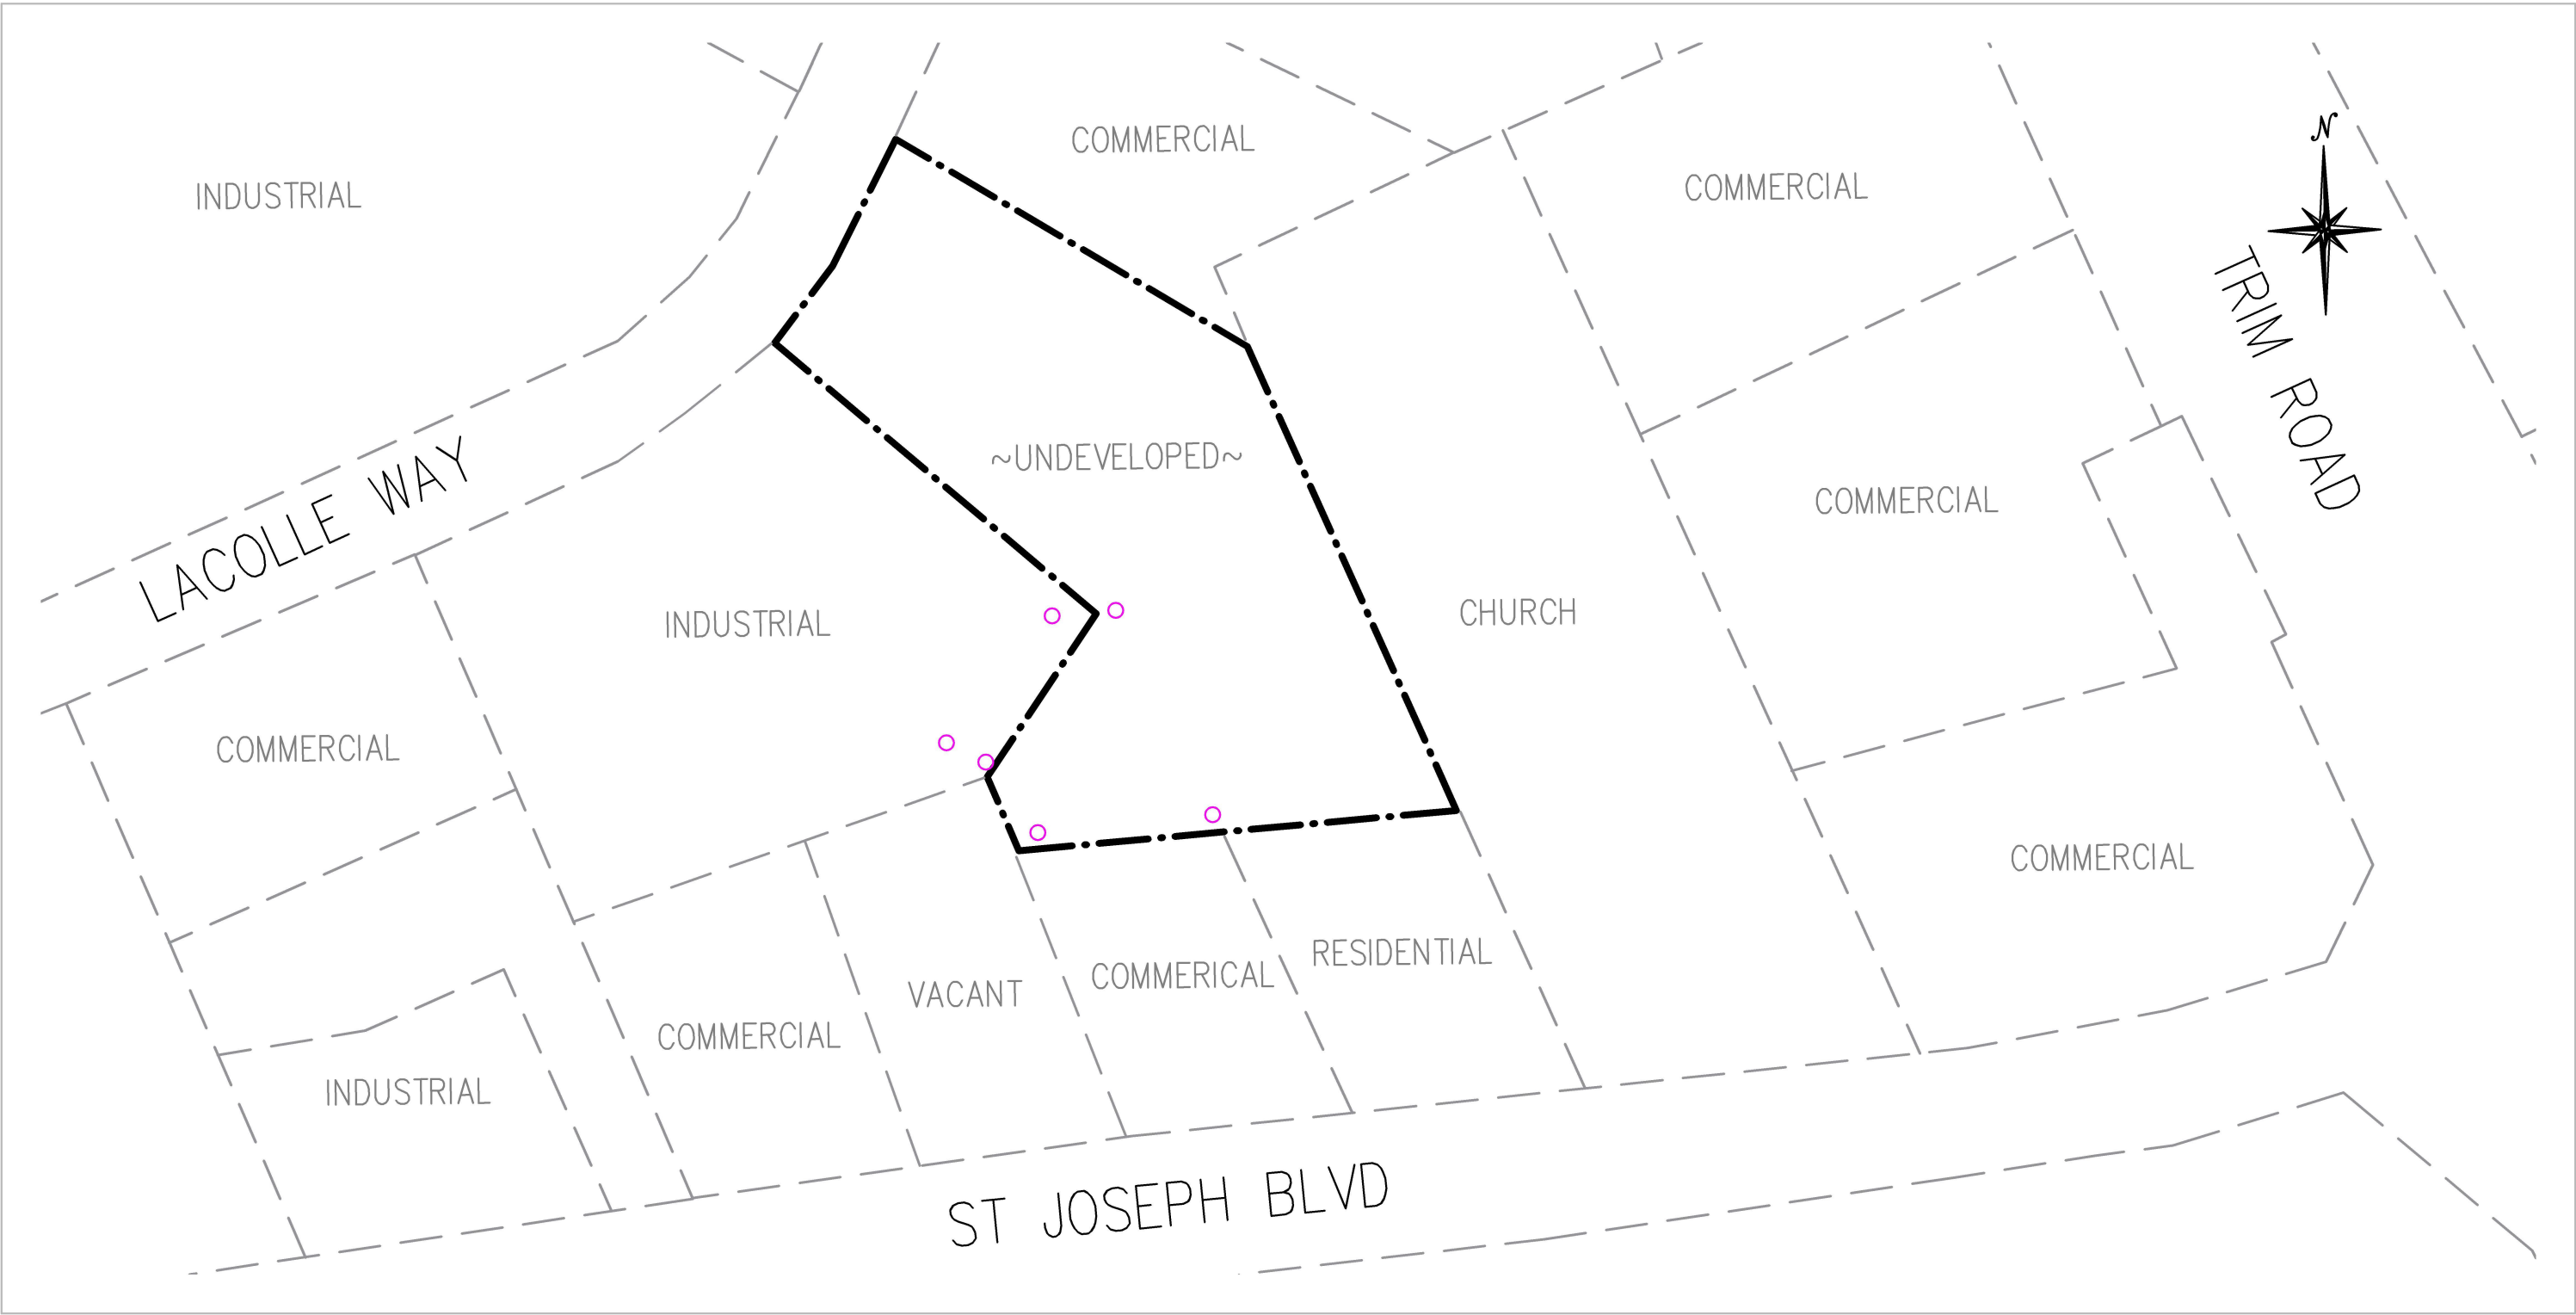 N
COMMERCIAL
COMMERCIAL
INDUSTRIAL
TRIM ROAD
~UNDEVELOPED~
COMMERCIAL
LACOLLE WAY
INDUSTRIAL
CHURCH
COMMERCIAL
COMMERCIAL
RESIDENTIAL
COMMERICAL
VACANT
COMMERCIAL
INDUSTRIAL
ST JOSEPH BLVD